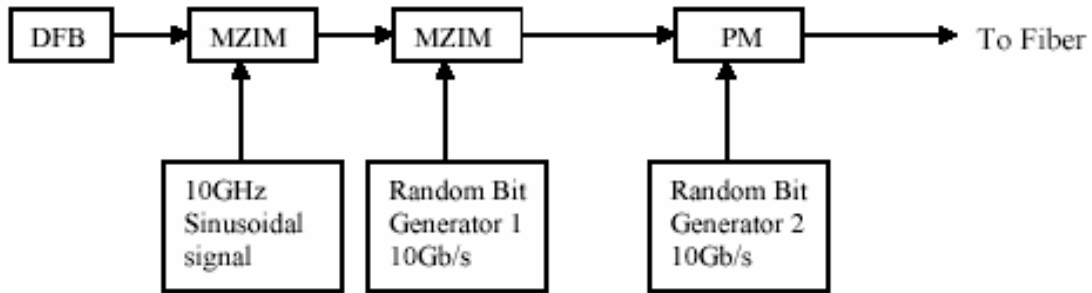 DFB
MZIM
MZIM
PM
To Fiber
10GHz
Sinusoidal
signal
Random Bit
Generator 1
10Gb/s
Random Bit
Generator 2
10Gb/s